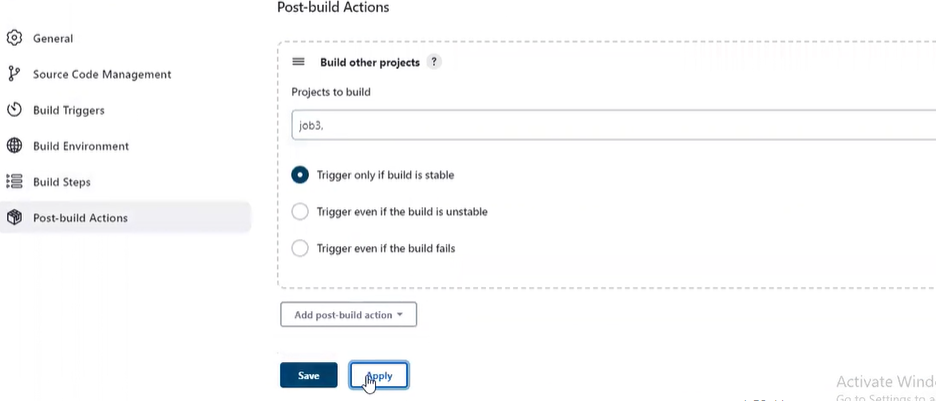 Post-build Actions
General
Source Code Management
Build Triggers
Build Environment
Build Steps
Post-build Actions
Build other projects ?
Projects to build
job3,
Trigger only if build is stable
Trigger even if the build is unstable
Trigger even if the build fails
Add post-build action
Save
Apply
Activate Wind
Go to Settings to a